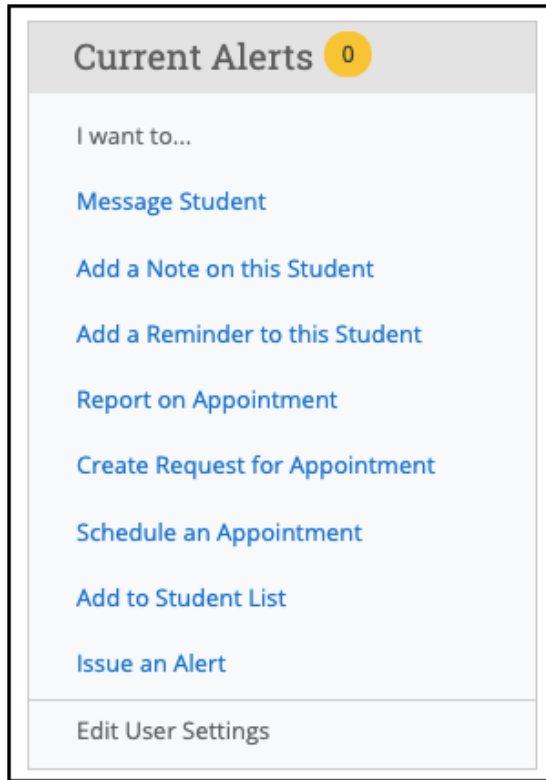 Current Alerts 0
I want to...
Message Student
Add a Note on this Student
Add a Reminder to this Student
Report on Appointment
Create Request for Appointment
Schedule an Appointment
Add to Student List
Issue an Alert
Edit User Settings